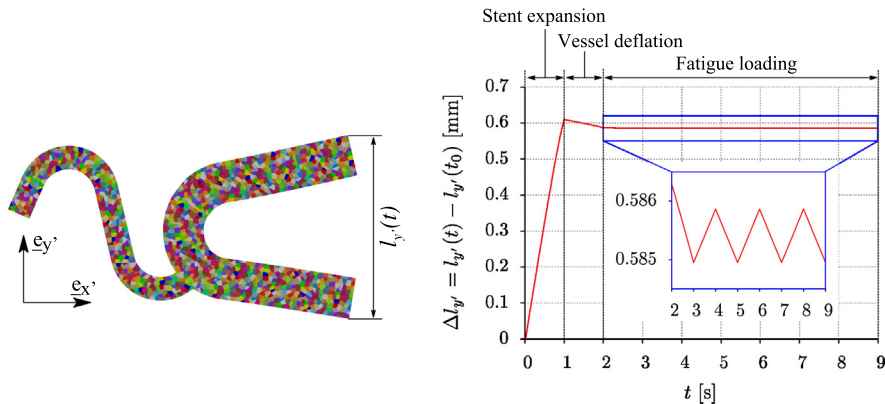 e_y'
e_x'
l_y'(t)
Stent expansion
Vessel deflation
Fatigue loading
Δl_y' = l_y'(t) − l_y'(t_0) [mm]
0.7
0.6
0.5
0.4
0.3
0.2
0.1
0
0.586
0.585
2 3 4 5 6 7 8 9
0 1 2 3 4 5 6 7 8 9
t [s]